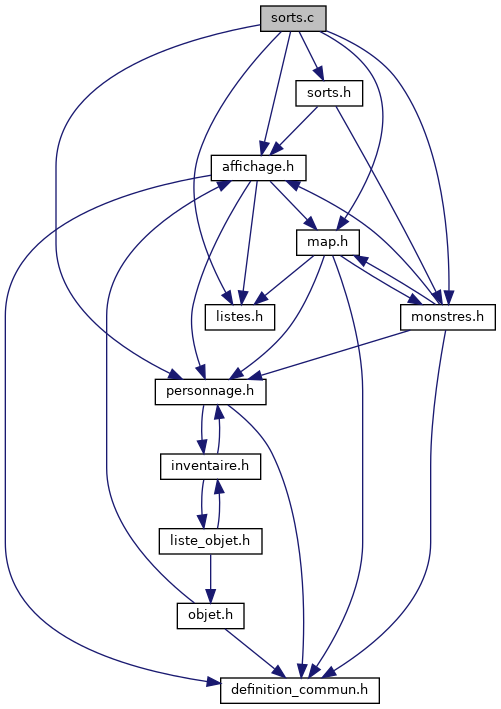 sorts.c
sorts.h
affichage.h
map.h
listes.h
monstres.h
personnage.h
inventaire.h
liste_objet.h
objet.h
definition_commun.h